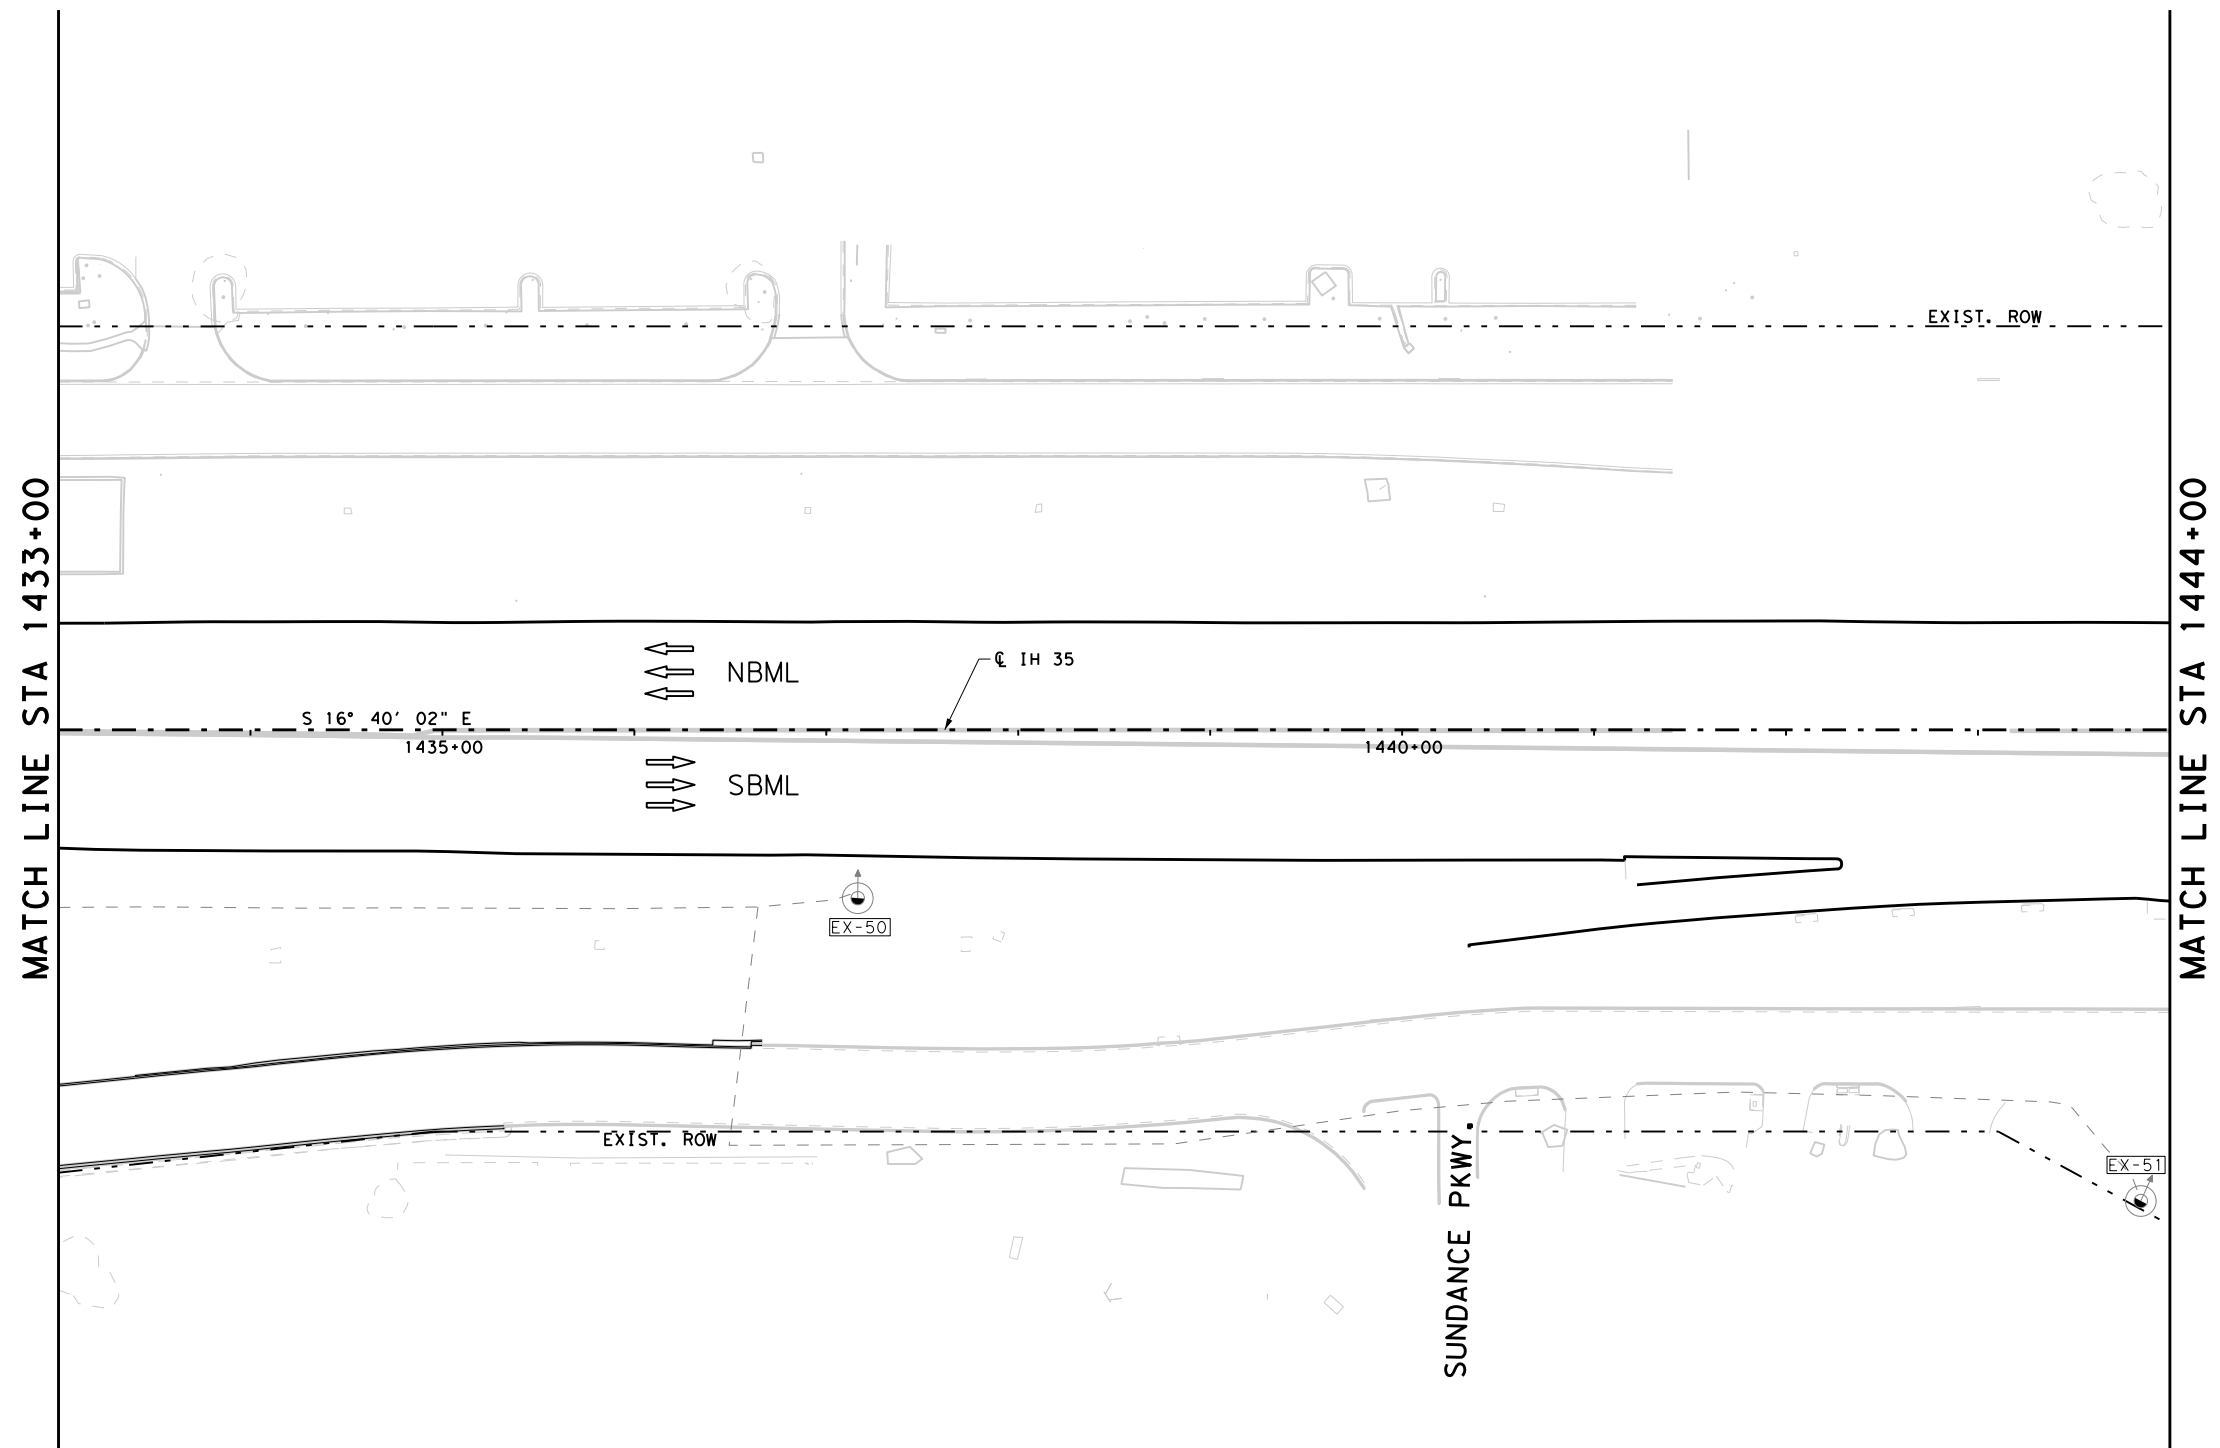 EXIST. ROW
MATCH LINE STA 1433+00
MATCH LINE STA 1444+00
℄ IH 35
NBML
S 16° 40' 02" E
1435+00
1440+00
SBML
EX-50
EXIST. ROW
SUNDANCE PKWY.
EX-51